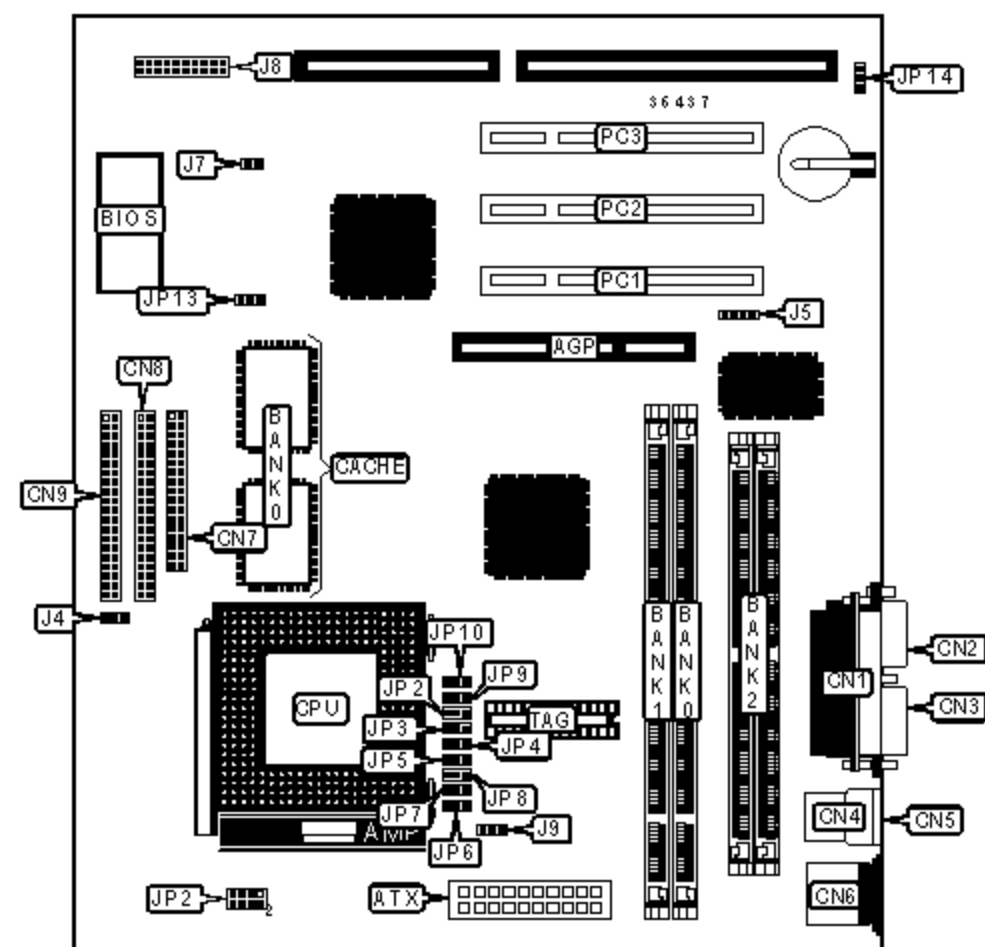 J8
JP14
36437
PC3
J7
BIOS
PC2
PC1
JP13
J5
AGP
CN8
BANK0
CACHE
CN9
CN7
J4
JP10
BANK1
BANK0
BANK2
CN2
JP9
JP2
CN1
CPU
CN3
JP3
TAG
JP4
JP5
JP8
JP7
CN4
CN5
AMP
J9
JP6
JP2
2
ATX
CN6